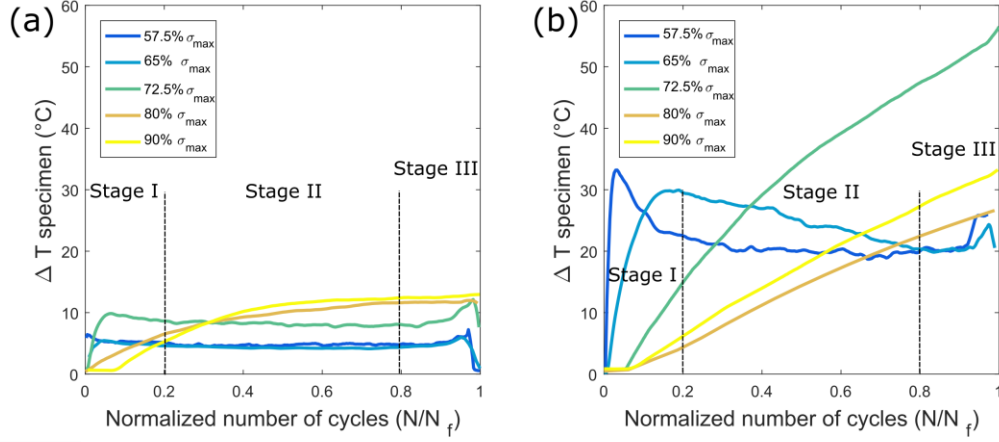 (a)
60
50
40
30
20
10
0
Δ T specimen (°C)
57.5% σmax
65% σmax
72.5% σmax
80% σmax
90% σmax
Stage I
Stage II
Stage III
0
0.2
0.4
0.6
0.8
1
Normalized number of cycles (N/N f)
(b)
60
50
40
30
20
10
0
Δ T specimen (°C)
57.5% σmax
65% σmax
72.5% σmax
80% σmax
90% σmax
Stage I
Stage II
Stage III
0
0.2
0.4
0.6
0.8
1
Normalized number of cycles (N/N f)